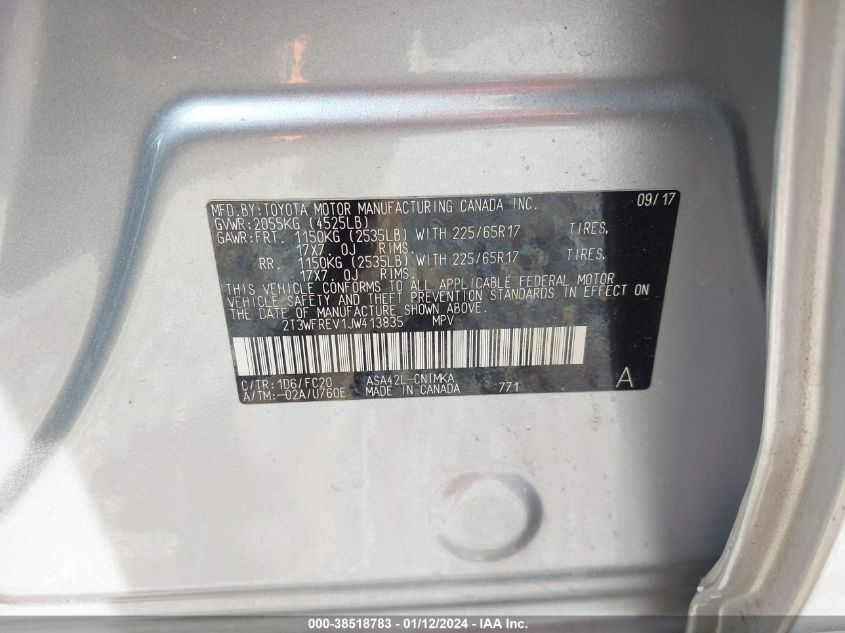 MFD.BY:TOYOTA MOTOR MANUFACTURING CANADA INC. 09/17
GVWR:2055KG (4525LB)
GAWR:FRT. 1150KG (2535LB) WITH 225/65R17 TIRES,
17X7.0J RIMS,
RR. 1150KG (2535LB) WITH 225/65R17 TIRES,
17X7.0J RIMS.
THIS VEHICLE CONFORMS TO ALL APPLICABLE FEDERAL MOTOR
VEHICLE SAFETY AND THEFT PREVENTION STANDARDS IN EFFECT ON
THE DATE OF MANUFACTURE SHOWN ABOVE.
2T3WFREV1JW413835 MPV
C/TR:1D6/FC20 ASA42L-CNTMKA
A/TM:-02A/U760E MADE IN CANADA 771 A
000-38518783 - 01/12/2024 - IAA Inc.